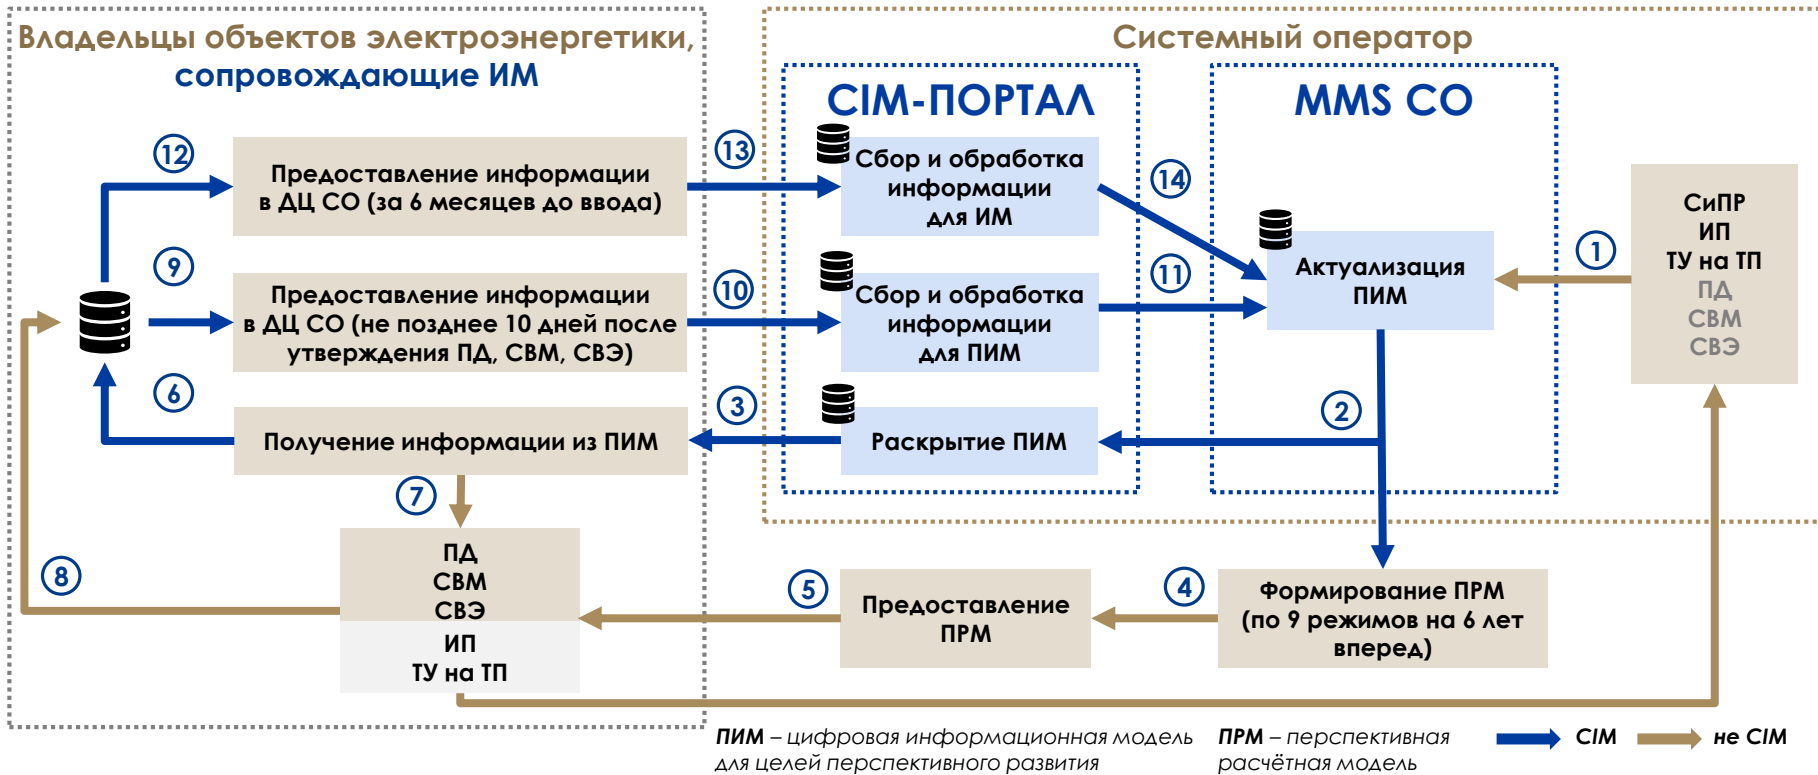 Владельцы объектов электроэнергетики,
сопровождающие ИМ
Системный оператор
CIM-ПОРТАЛ
MMS СО
12
Предоставление информации
в ДЦ СО (за 6 месяцев до ввода)
13
Сбор и обработка
информации
для ИМ
14
9
Предоставление информации
в ДЦ СО (не позднее 10 дней после
утверждения ПД, СВМ, СВЭ)
10
Сбор и обработка
информации
для ПИМ
11
Актуализация
ПИМ
1
СиПР
ИП
ТУ на ТП
ПД
СВМ
СВЭ
6
Получение информации из ПИМ
3
Раскрытие ПИМ
2
7
8
ПД
СВМ
СВЭ
ИП
ТУ на ТП
5
Предоставление
ПРМ
4
Формирование ПРМ
(по 9 режимов на 6 лет
вперед)
ПИМ – цифровая информационная модель
для целей перспективного развития
ПРМ – перспективная
расчётная модель
CIM
не CIM